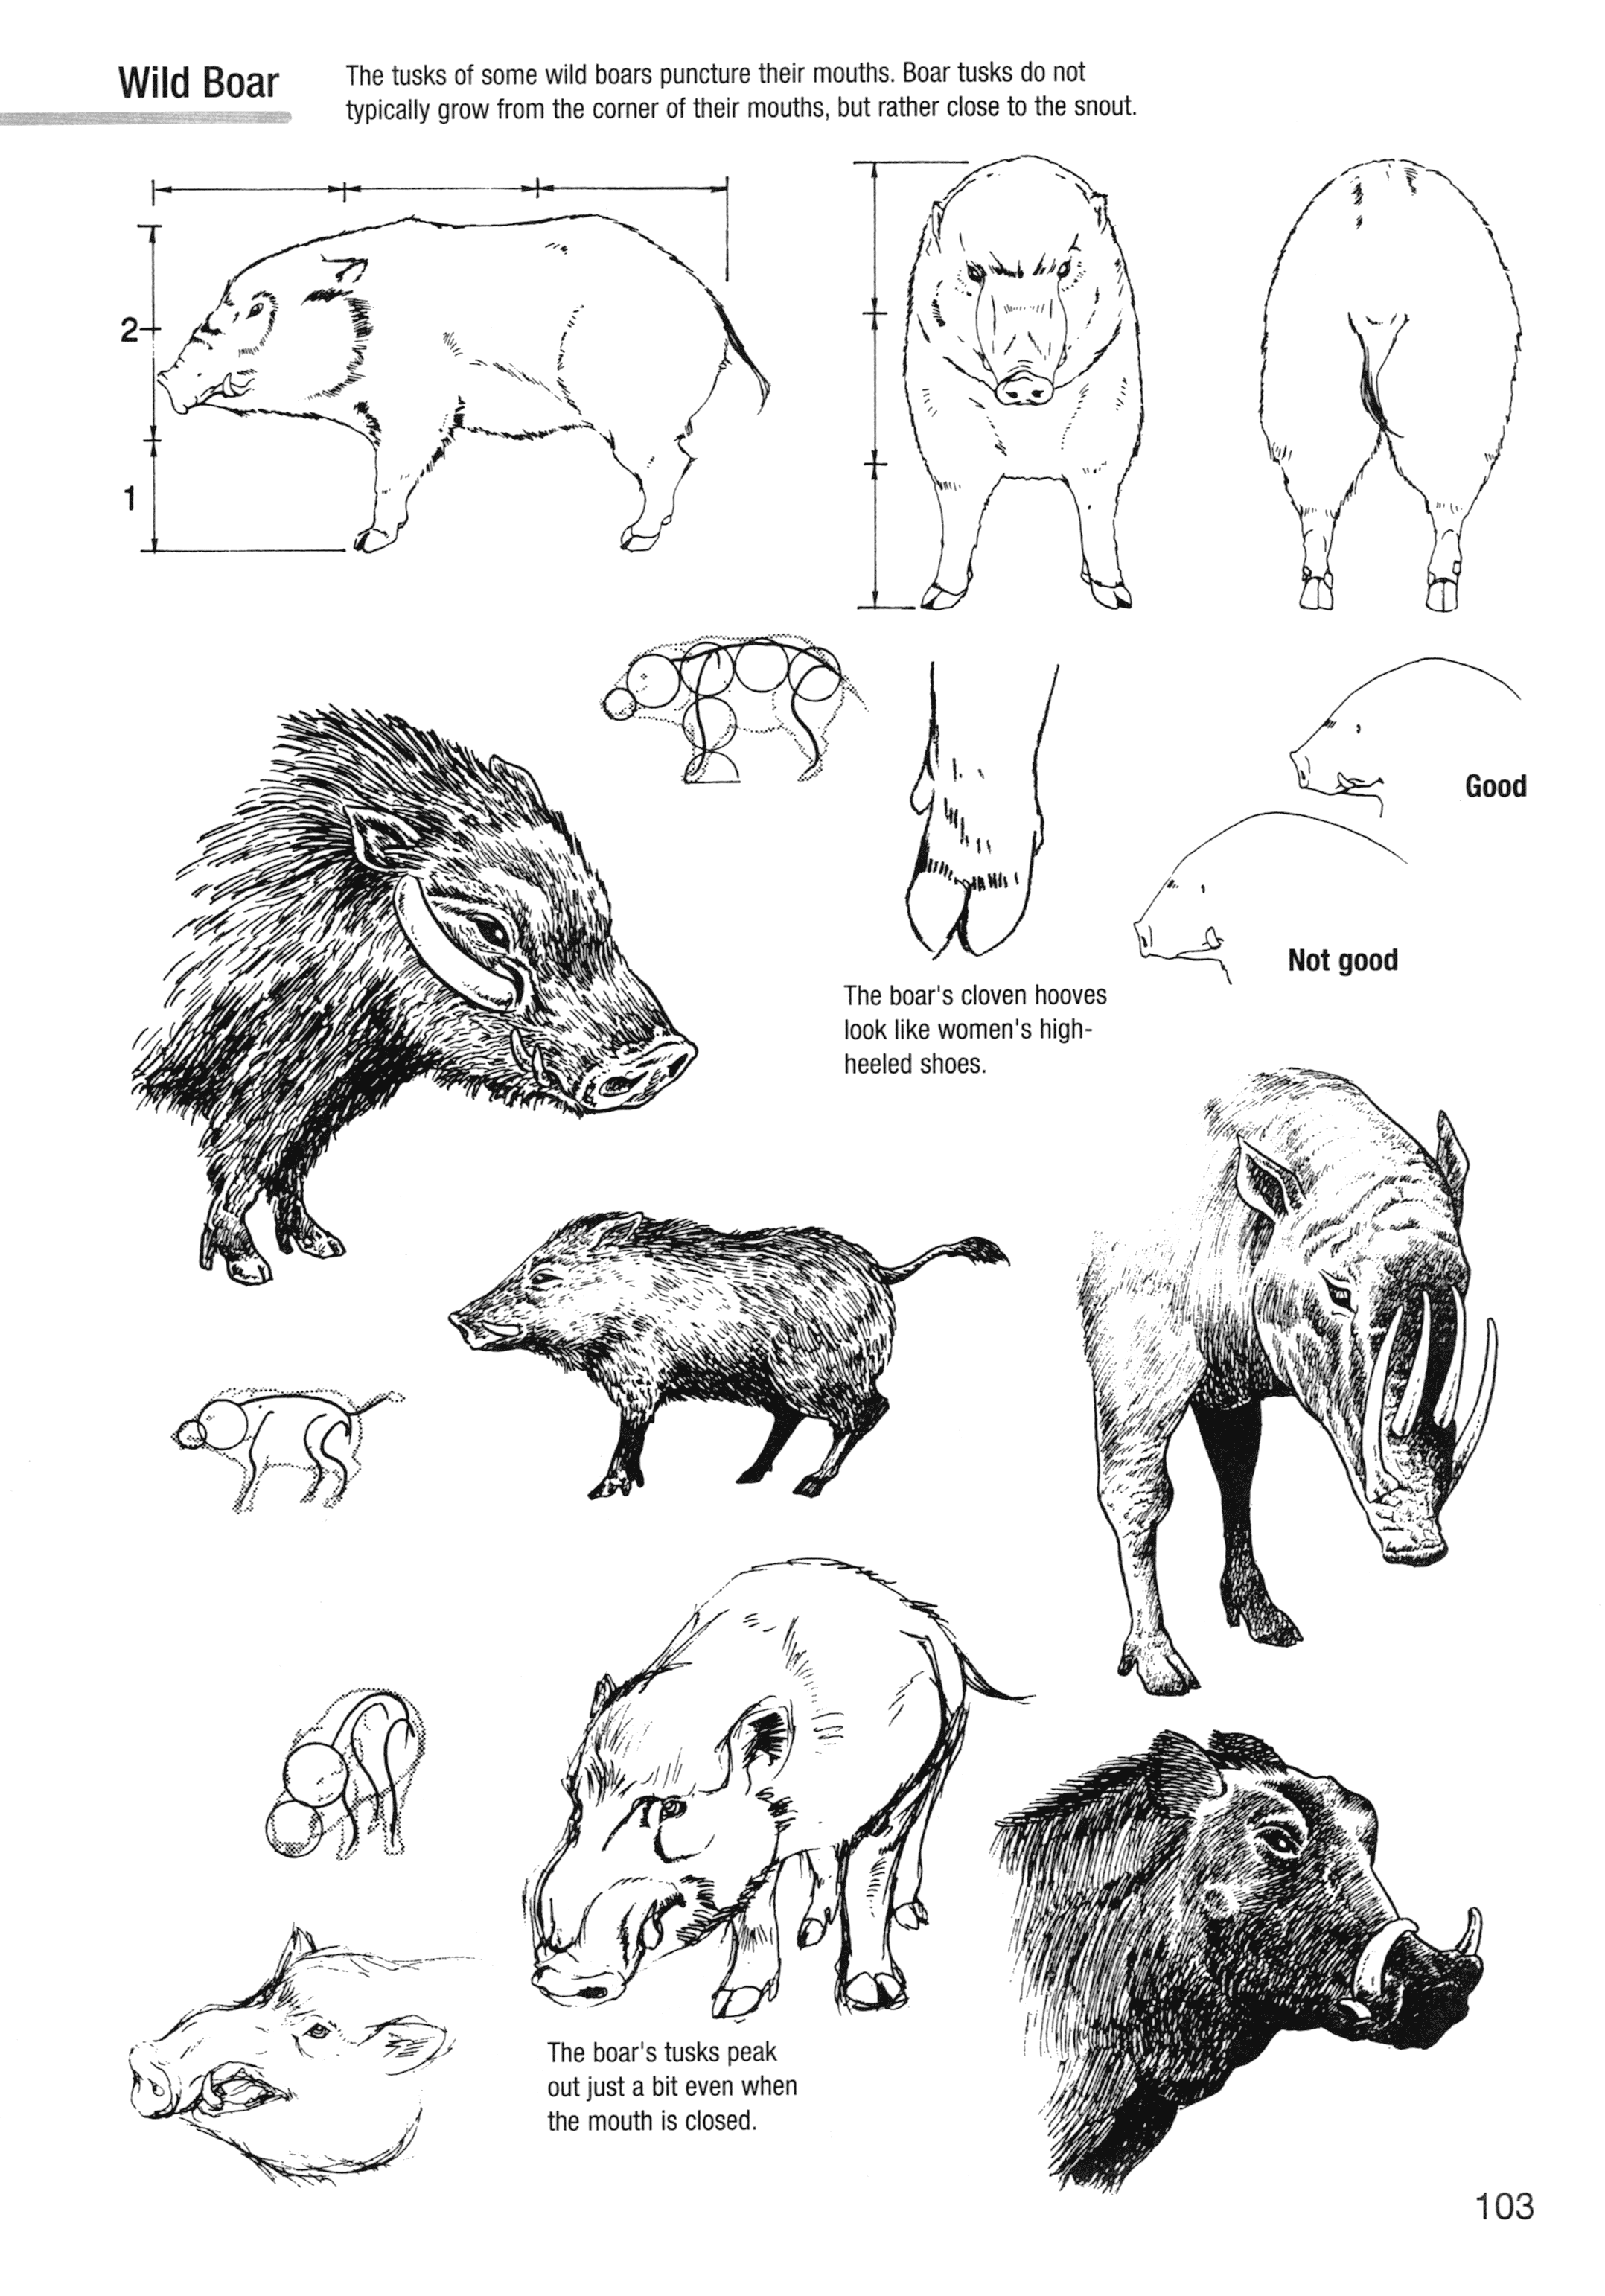 Wild Boar
The tusks of some wild boars puncture their mouths. Boar tusks do not
typically grow from the corner of their mouths, but rather close to the snout.
2
1
Good
Not good
The boar's cloven hooves
look like women's high-
heeled shoes.
The boar's tusks peak
out just a bit even when
the mouth is closed.
103